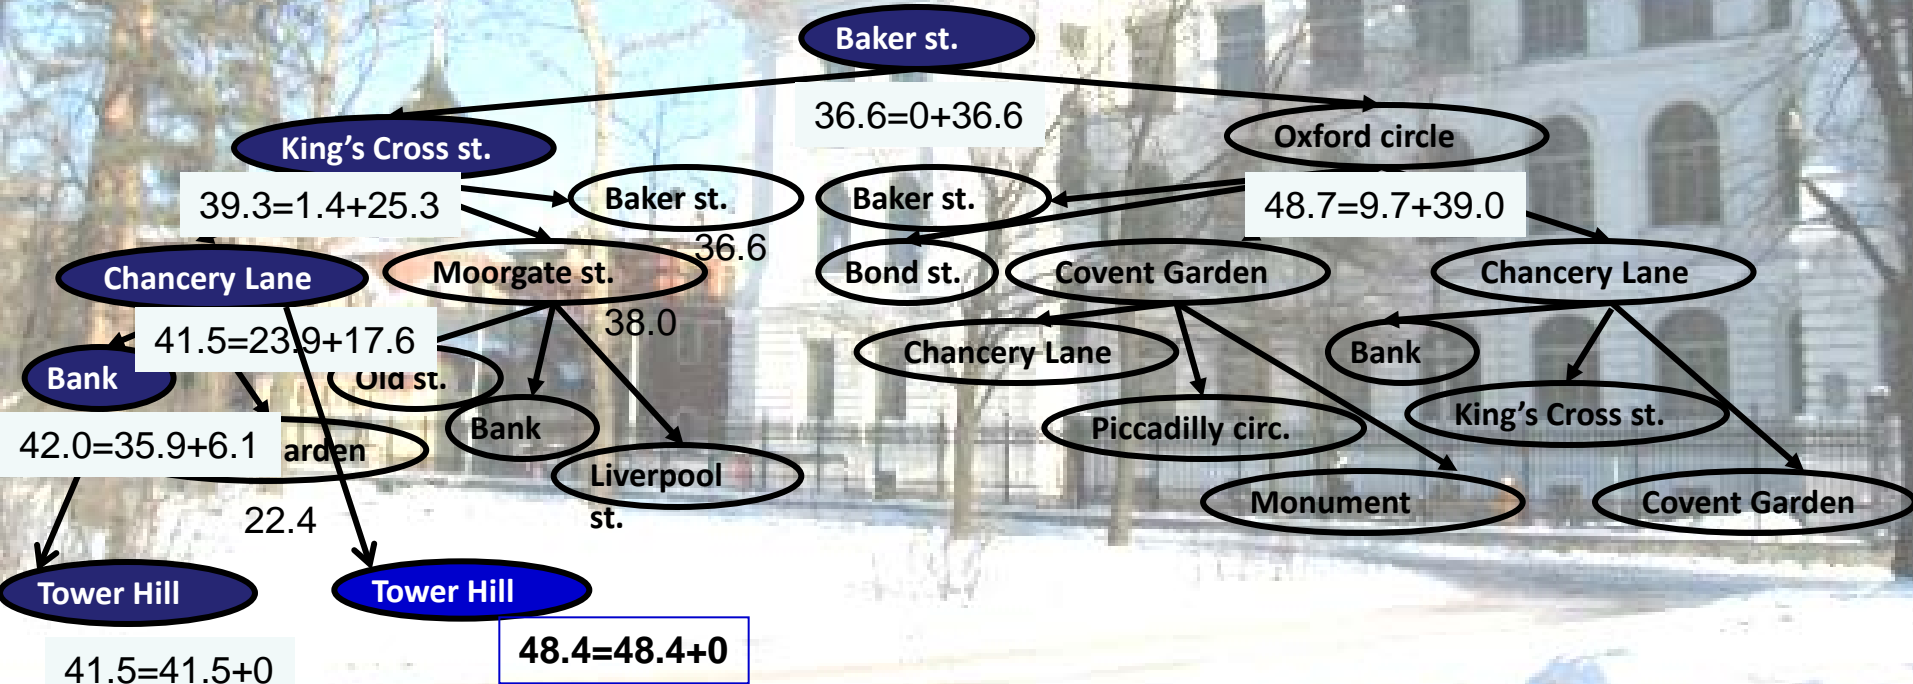 Baker st.
36.6=0+36.6
King's Cross st.
Oxford circle
39.3=1.4+25.3
Baker st.
Baker st.
48.7=9.7+39.0
36.6
Chancery Lane
Moorgate st.
Bond st.
Covent Garden
Chancery Lane
38.0
41.5=23.9+17.6
Bank
Old st.
Chancery Lane
Bank
42.0=35.9+6.1
arden
Bank
Piccadilly circ.
King's Cross st.
Liverpool
st.
Monument
Covent Garden
22.4
Tower Hill
Tower Hill
48.4=48.4+0
41.5=41.5+0